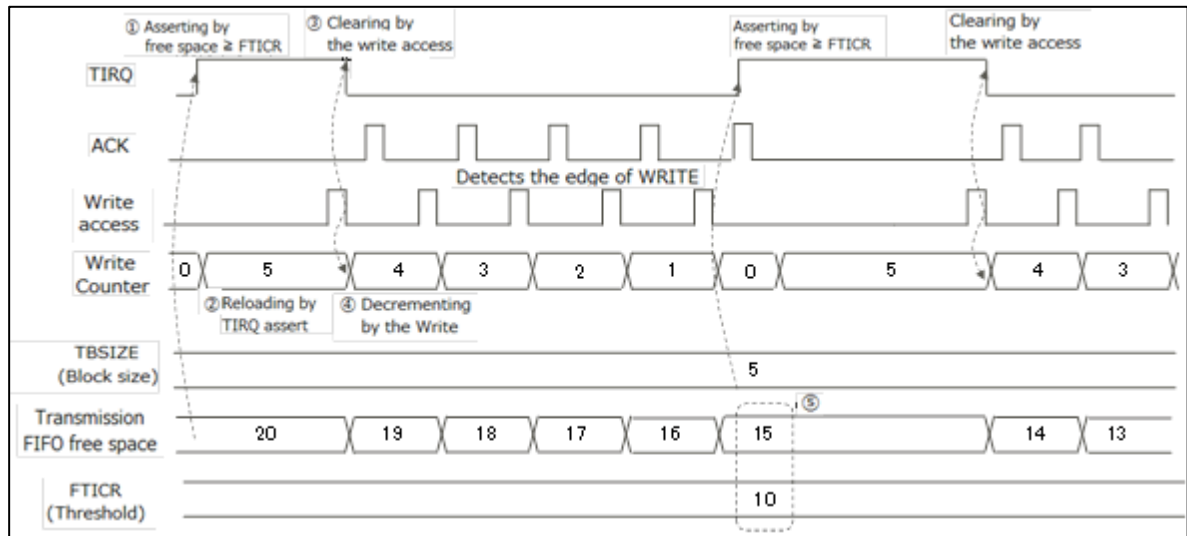 ① Asserting by
free space ≥ FTICR
③ Clearing by
the write access
Asserting by
free space ≥ FTICR
Clearing by
the write access
TIRQ
ACK
Detects the edge of WRITE
Write
access
Write
Counter
0 5 4 3 2 1 0 5 4 3
② Reloading by
TIRQ assert
④ Decrementing
by the Write
TBSIZE
(Block size)
5
⑤
Transmission
FIFO free space
20 19 18 17 16 15 14 13
FTICR
(Threshold)
10